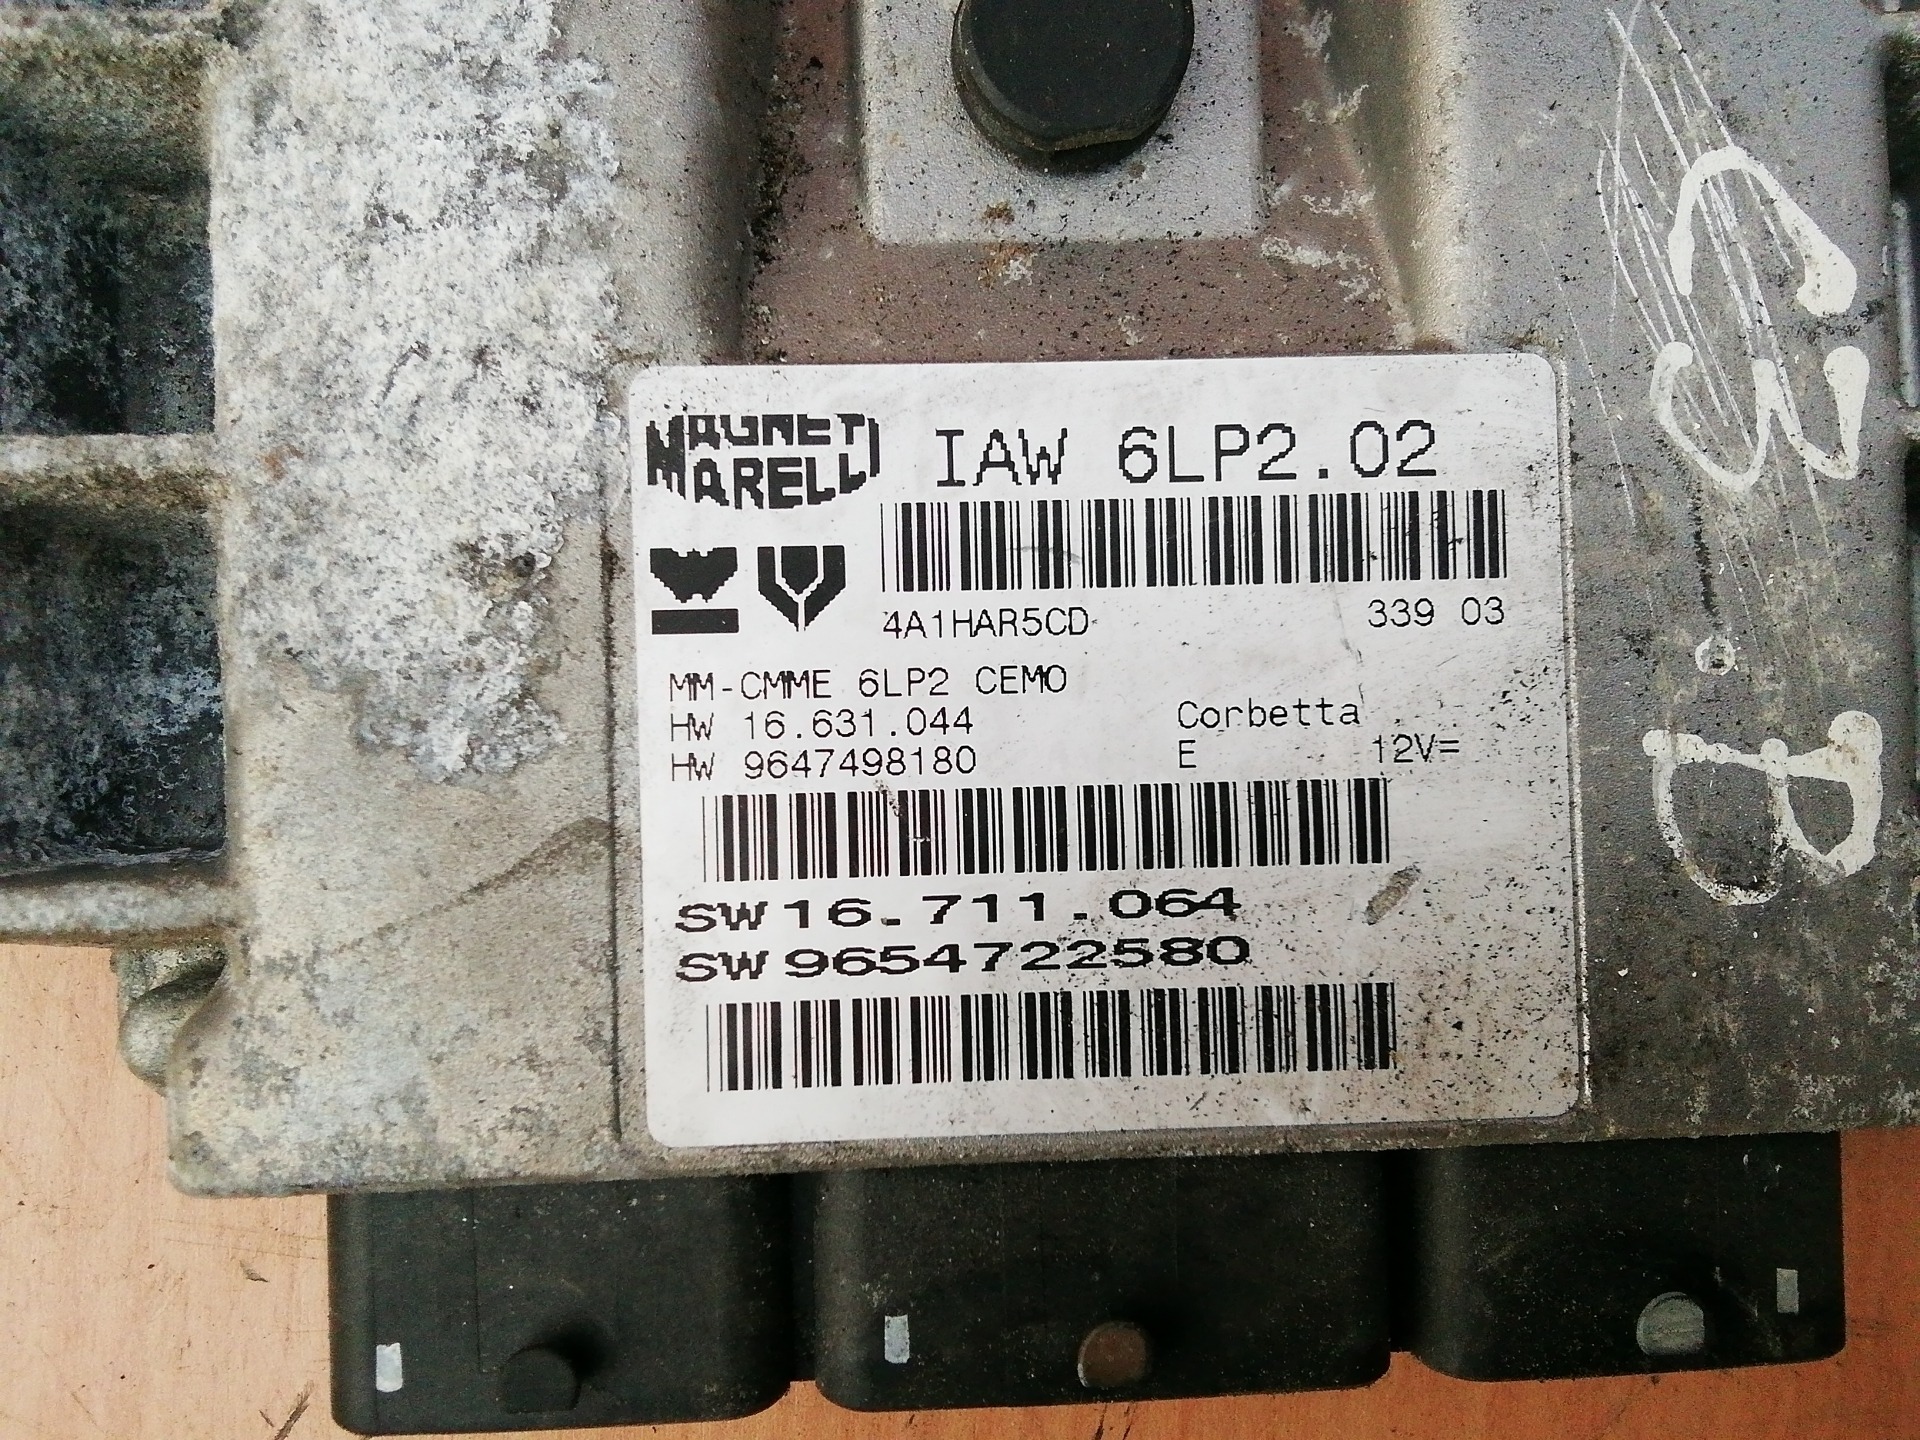 MAGNETI
MARELLI
IAW 6LP2.02
4A1HAR5CD 339 03
MM-CMME 6LP2 CEMO
HW 16.631.044 Corbetta
HW 9647498180 E 12V=
SW 16.711.064
SW 9654722580